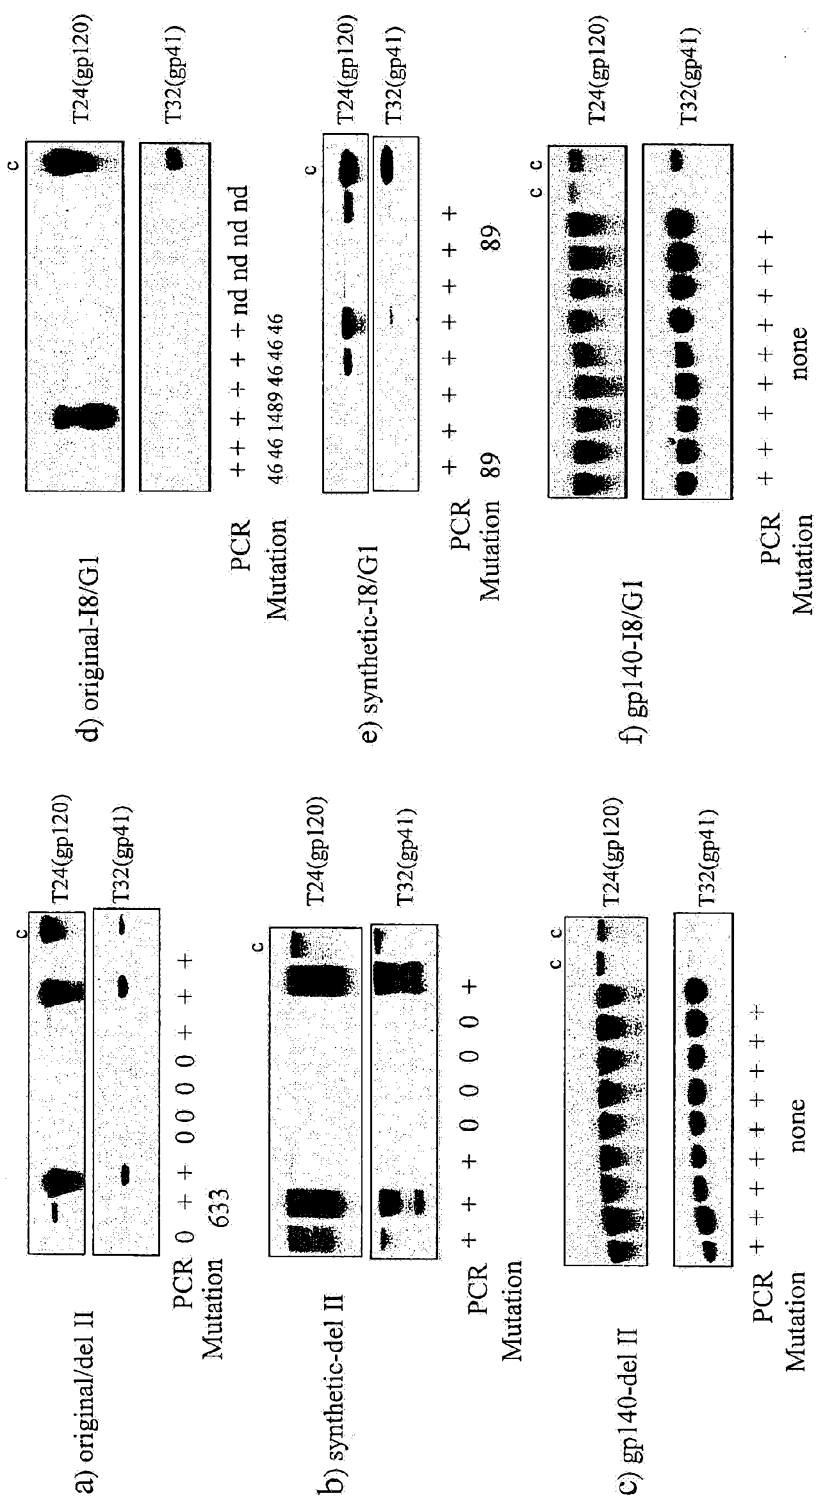 a) original/del II
c
T24(gp120)
T32(gp41)
PCR 0 + + 0 0 0 0 + + +
Mutation 633
b) synthetic-del II
c
T24(gp120)
T32(gp41)
PCR + + + 0 0 0 0 +
Mutation
c) gp140-del II
c c
T24(gp120)
T32(gp41)
PCR + + + + + + + + +
Mutation none
d) original-I8/G1
c
T24(gp120)
T32(gp41)
PCR ++ + + + + nd nd nd nd
Mutation 46 46 1489 46 46 46
e) synthetic-I8/G1
c
T24(gp120)
T32(gp41)
PCR + + + + + + + +
Mutation 89 89
f) gp140-I8/G1
c c
T24(gp120)
T32(gp41)
PCR + + + + + + + + +
Mutation none